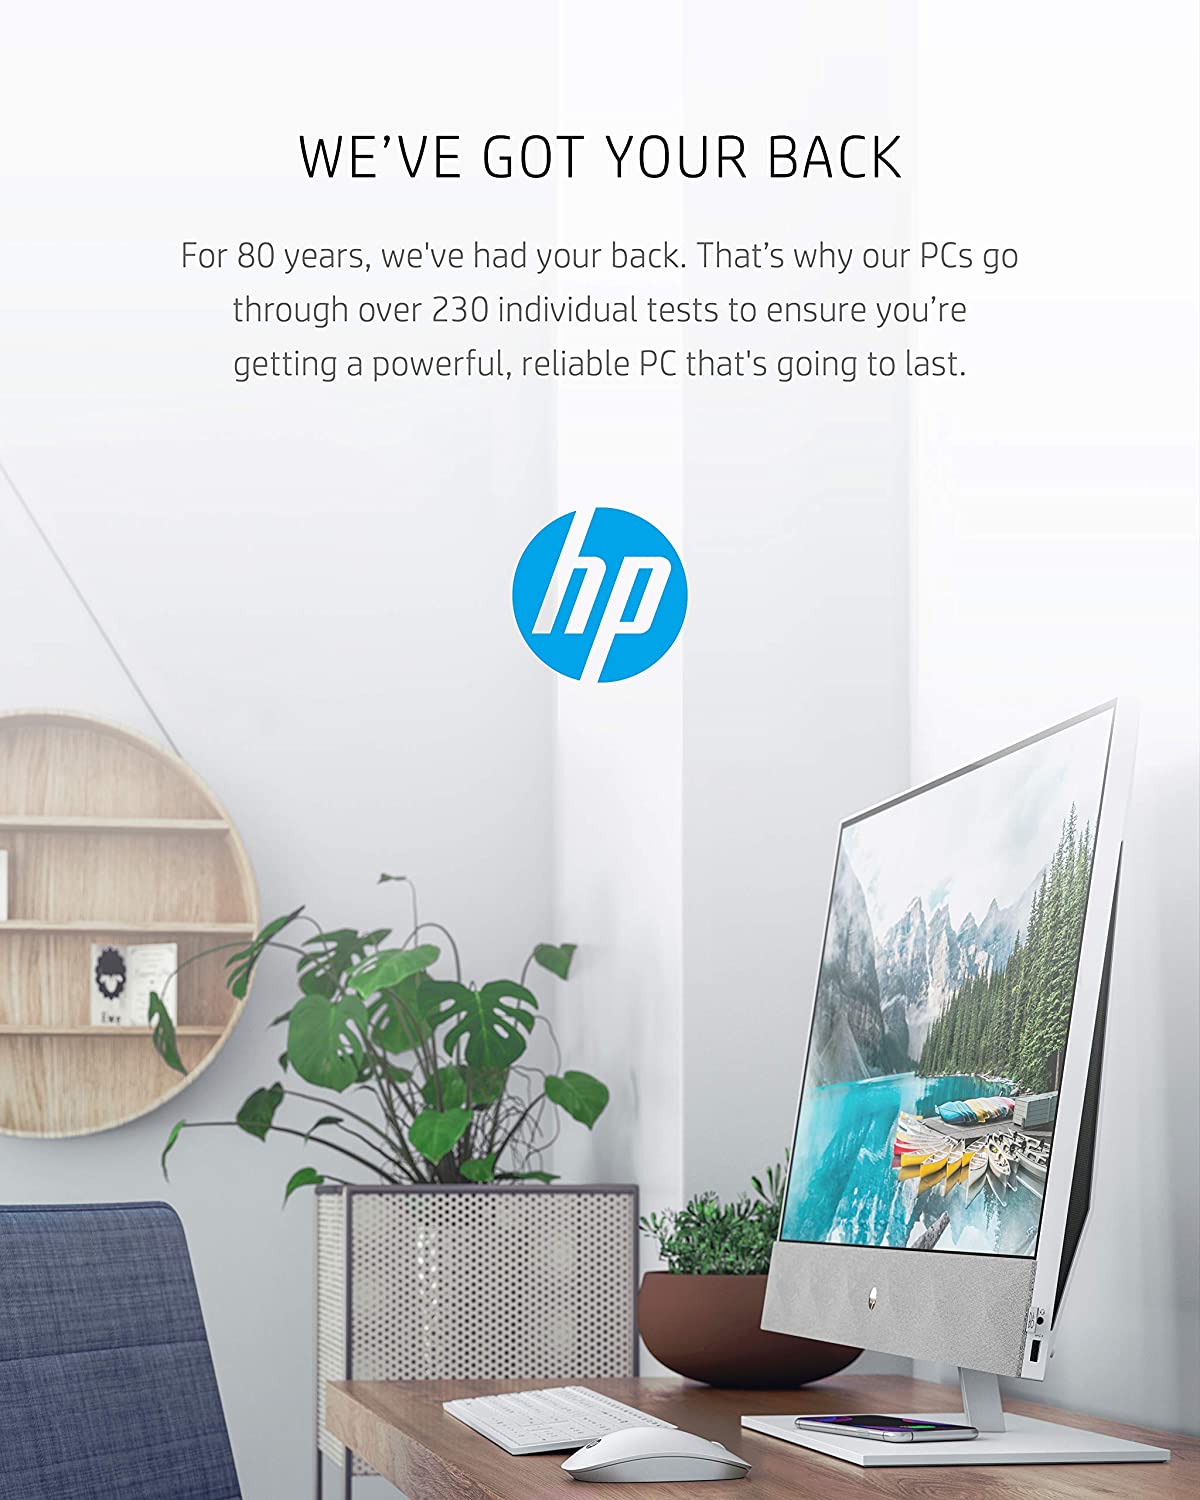 WE’VE GOT YOUR BACK
For 80 years, we've had your back. That’s why our PCs go
through over 230 individual tests to ensure you’re
getting a powerful, reliable PC that's going to last.
hp